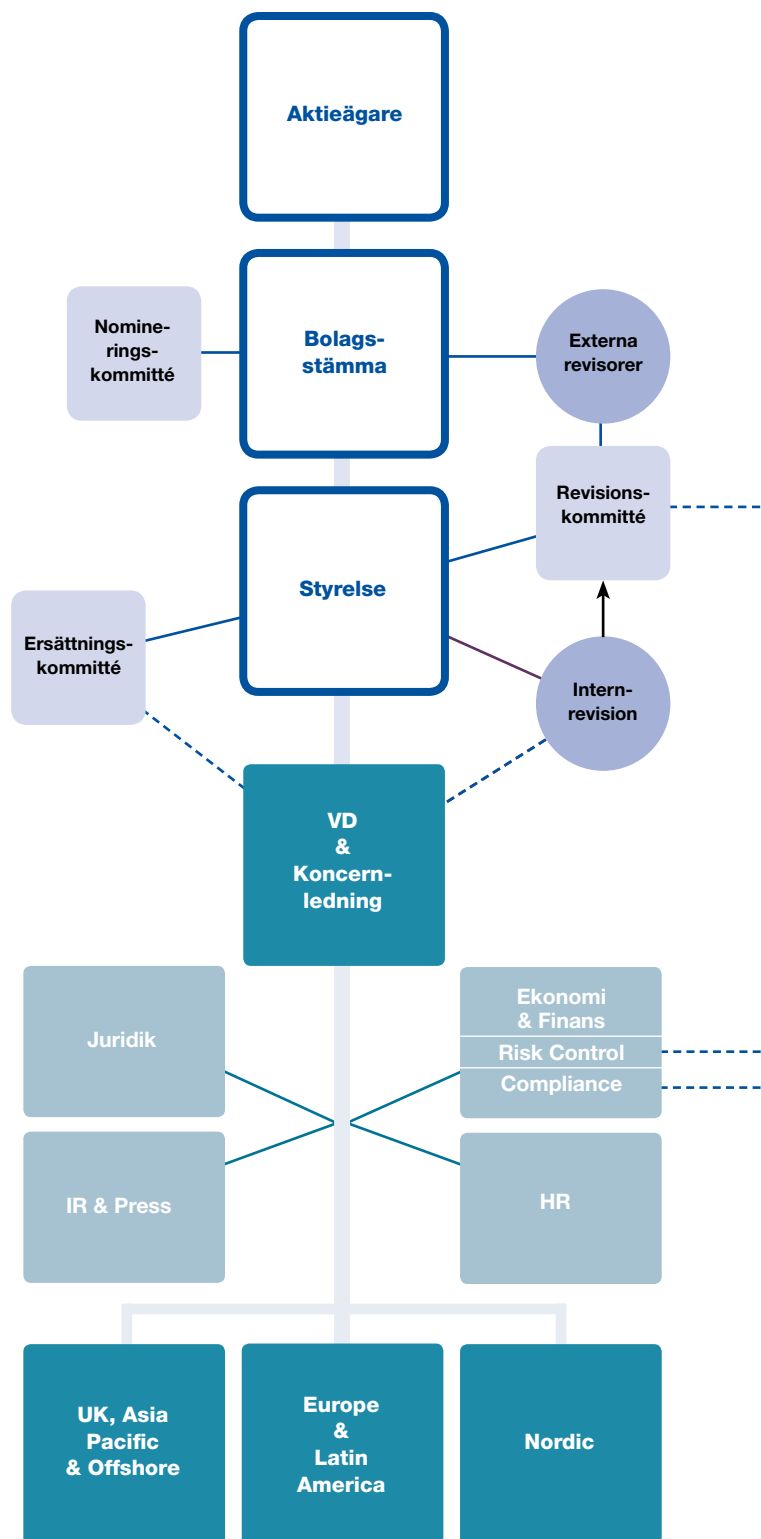 Aktieägare
Nomine-
rings-
kommitté
Bolags-
stämma
Externa
revisorer
Revisions-
kommitté
Styrelse
Ersättnings-
kommitté
Intern-
revision
VD
&
Koncern-
ledning
Juridik
Ekonomi
& Finans
Risk Control
Compliance
IR & Press
HR
UK, Asia
Pacific
& Offshore
Europe
&
Latin
America
Nordic